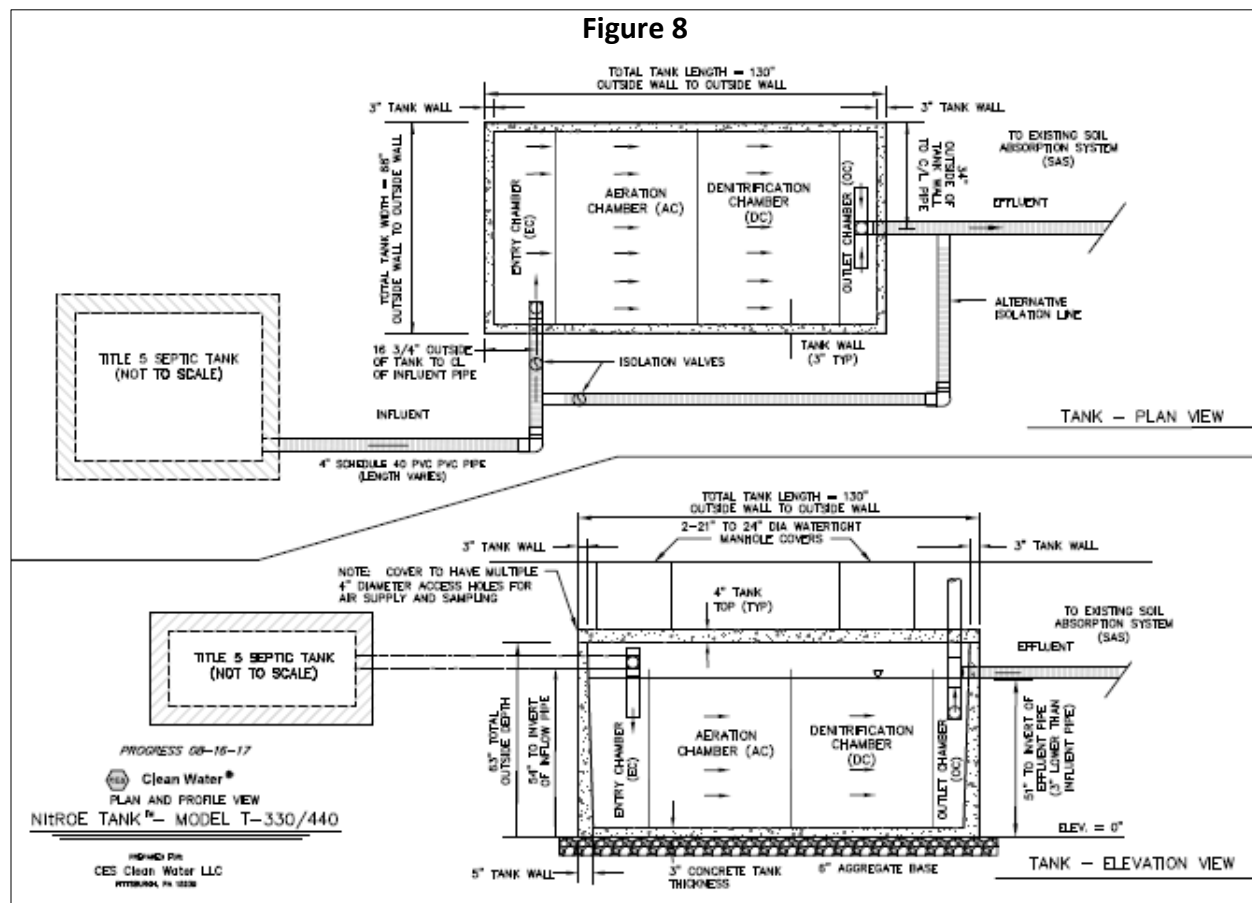 Figure 8
TOTAL TANK LENGTH = 130"
OUTSIDE WALL TO OUTSIDE WALL
3" TANK WALL
3" TANK WALL
TOTAL TANK WIDTH = 68"
OUTSIDE WALL TO OUTSIDE WALL
ENTRY CHAMBER
(EC)
AERATION
CHAMBER (AC)
DENITRIFICATION
CHAMBER
(DC)
OUTLET CHAMBER (OC)
34"
OUTSIDE OF
TANK WALL
TO C/L PIPE
TO EXISTING SOIL
ABSORPTION SYSTEM
(SAS)
EFFLUENT
ALTERNATIVE
ISOLATION LINE
TITLE 5 SEPTIC TANK
(NOT TO SCALE)
16 3/4" OUTSIDE
OF TANK TO CL
OF INFLUENT PIPE
ISOLATION VALVES
TANK WALL
(3" TYP)
INFLUENT
4" SCHEDULE 40 PVC PVC PIPE
(LENGTH VARIES)
TANK - PLAN VIEW
TOTAL TANK LENGTH = 130"
OUTSIDE WALL TO OUTSIDE WALL
2-21" TO 24" DIA WATERTIGHT
MANHOLE COVERS
3" TANK WALL
3" TANK WALL
NOTE: COVER TO HAVE MULTIPLE
4" DIAMETER ACCESS HOLES FOR
AIR SUPPLY AND SAMPLING
4" TANK
TOP (TYP)
TO EXISTING SOIL
ABSORPTION SYSTEM
(SAS)
EFFLUENT
TITLE 5 SEPTIC TANK
(NOT TO SCALE)
63" TOTAL
OUTSIDE DEPTH
54" TO INVERT
OF INFLOW PIPE
ENTRY CHAMBER
(EC)
AERATION
CHAMBER (AC)
DENITRIFICATION
CHAMBER
(DC)
OUTLET CHAMBER
(OC)
51" TO INVERT OF
EFFLUENT PIPE
(3" LOWER THAN
INFLUENT PIPE)
ELEV. = 0"
5" TANK WALL
3" CONCRETE TANK
THICKNESS
6" AGGREGATE BASE
TANK - ELEVATION VIEW
PROGRESS 08-16-17
Clean Water®
PLAN AND PROFILE VIEW
NITROE TANK™- MODEL T-330/440
PREPARED FOR:
CES Clean Water LLC